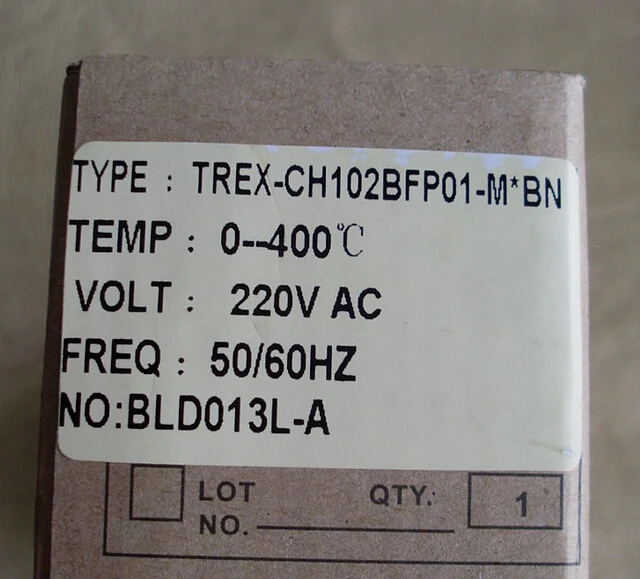 TYPE : TREX-CH102BFP01-M*BN
TEMP : 0--400℃
VOLT : 220V AC
FREQ : 50/60HZ
NO:BLD013L-A
LOT NO. QTY.: 1